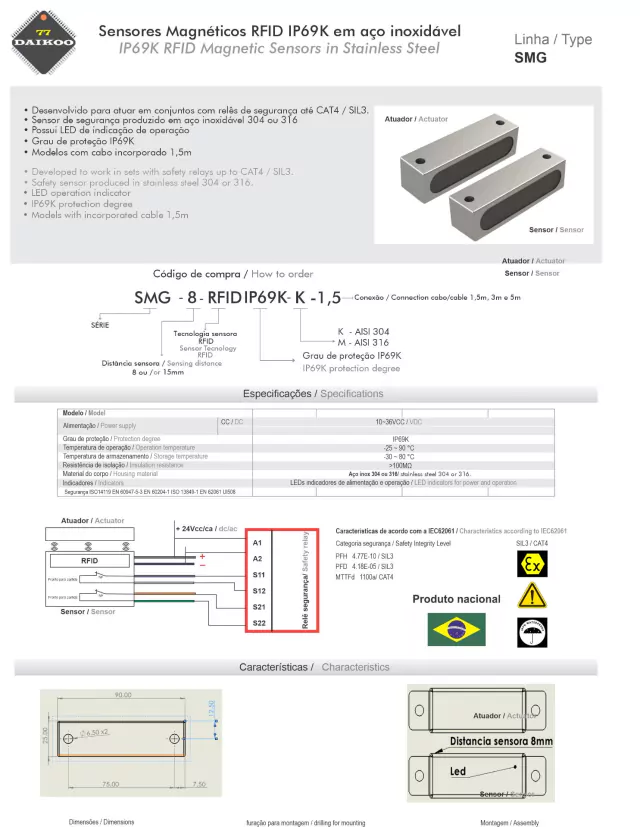 77
DAIKOO
Sensores Magnéticos RFID IP69K em aço inoxidável
IP69K RFID Magnetic Sensors in Stainless Steel
Linha / Type
SMG
• Desenvolvido para atuar em conjuntos com relês de segurança até CAT4 / SIL3.
• Sensor de segurança produzido em aço inoxidável 304 ou 316
• Possui LED de indicação de operação
• Grau de proteção IP69K
• Modelos com cabo incorporado 1,5m
• Developed to work in sets with safety relays up to CAT4 / SIL3.
• Safety sensor produced in stainless steel 304 or 316.
• LED operation indicator
• IP69K protection degree
• Models with incorporated cable 1,5m
Atuador / Actuator
Sensor / Sensor
Atuador / Actuator
Sensor / Sensor
Código de compra / How to order
SMG - 8 - RFID IP69K - K - 1,5
Conexão / Connection cabo/cable 1,5m, 3m e 5m
SÉRIE
Tecnologia sensora
RFID
Sensor Tecnology
RFID
Distância sensora / Sensing distance
8 ou /or 15mm
K - AISI 304
M - AISI 316
Grau de proteção IP69K
IP69K protection degree
Especificações / Specifications
Modelo / Model
Alimentação / Power supply CC / DC 10~36VCC / VDC
Grau de proteção / Protection degree IP69K
Temperatura de operação / Operation temperature -25 ~ 90 °C
Temperatura de armazenamento / Storage temperature -30 ~ 80 °C
Resistência de isolação / Insulation resistance >100MΩ
Material do corpo / Housing material Aço inox 304 ou 316/ stainless steel 304 or 316.
Indicadores / Indicators LEDs indicadores de alimentação e operação / LED indicators for power and operation
Segurança ISO14119 EN 60947-5-3 EN 60204-1 ISO 13849-1 EN 62061 Ul508
Atuador / Actuator
+ 24Vcc/ca / dc/ac
RFID
+
–
A1
A2
S11
S12
S21
S22
Relê segurança/ Safety relay
Sensor / Sensor
Características de acordo com a IEC62061 / Characteristics according to IEC62061
Categoria segurança / Safety Integrity Level SIL3 / CAT4
PFH 4.77E-10 / SIL3
PFD 4.18E-05 / SIL3
MTTFd 1100a/ CAT4
Ex
Produto nacional
Características / Characteristics
90.00
12.50
25.00
6.50 x2
75.00
7.50
Atuador / Actuator
Distancia sensora 8mm
Led
Sensor / Sensor
Dimensões / Dimensions
furação para montagem / drilling for mounting
Montagem / Assembly